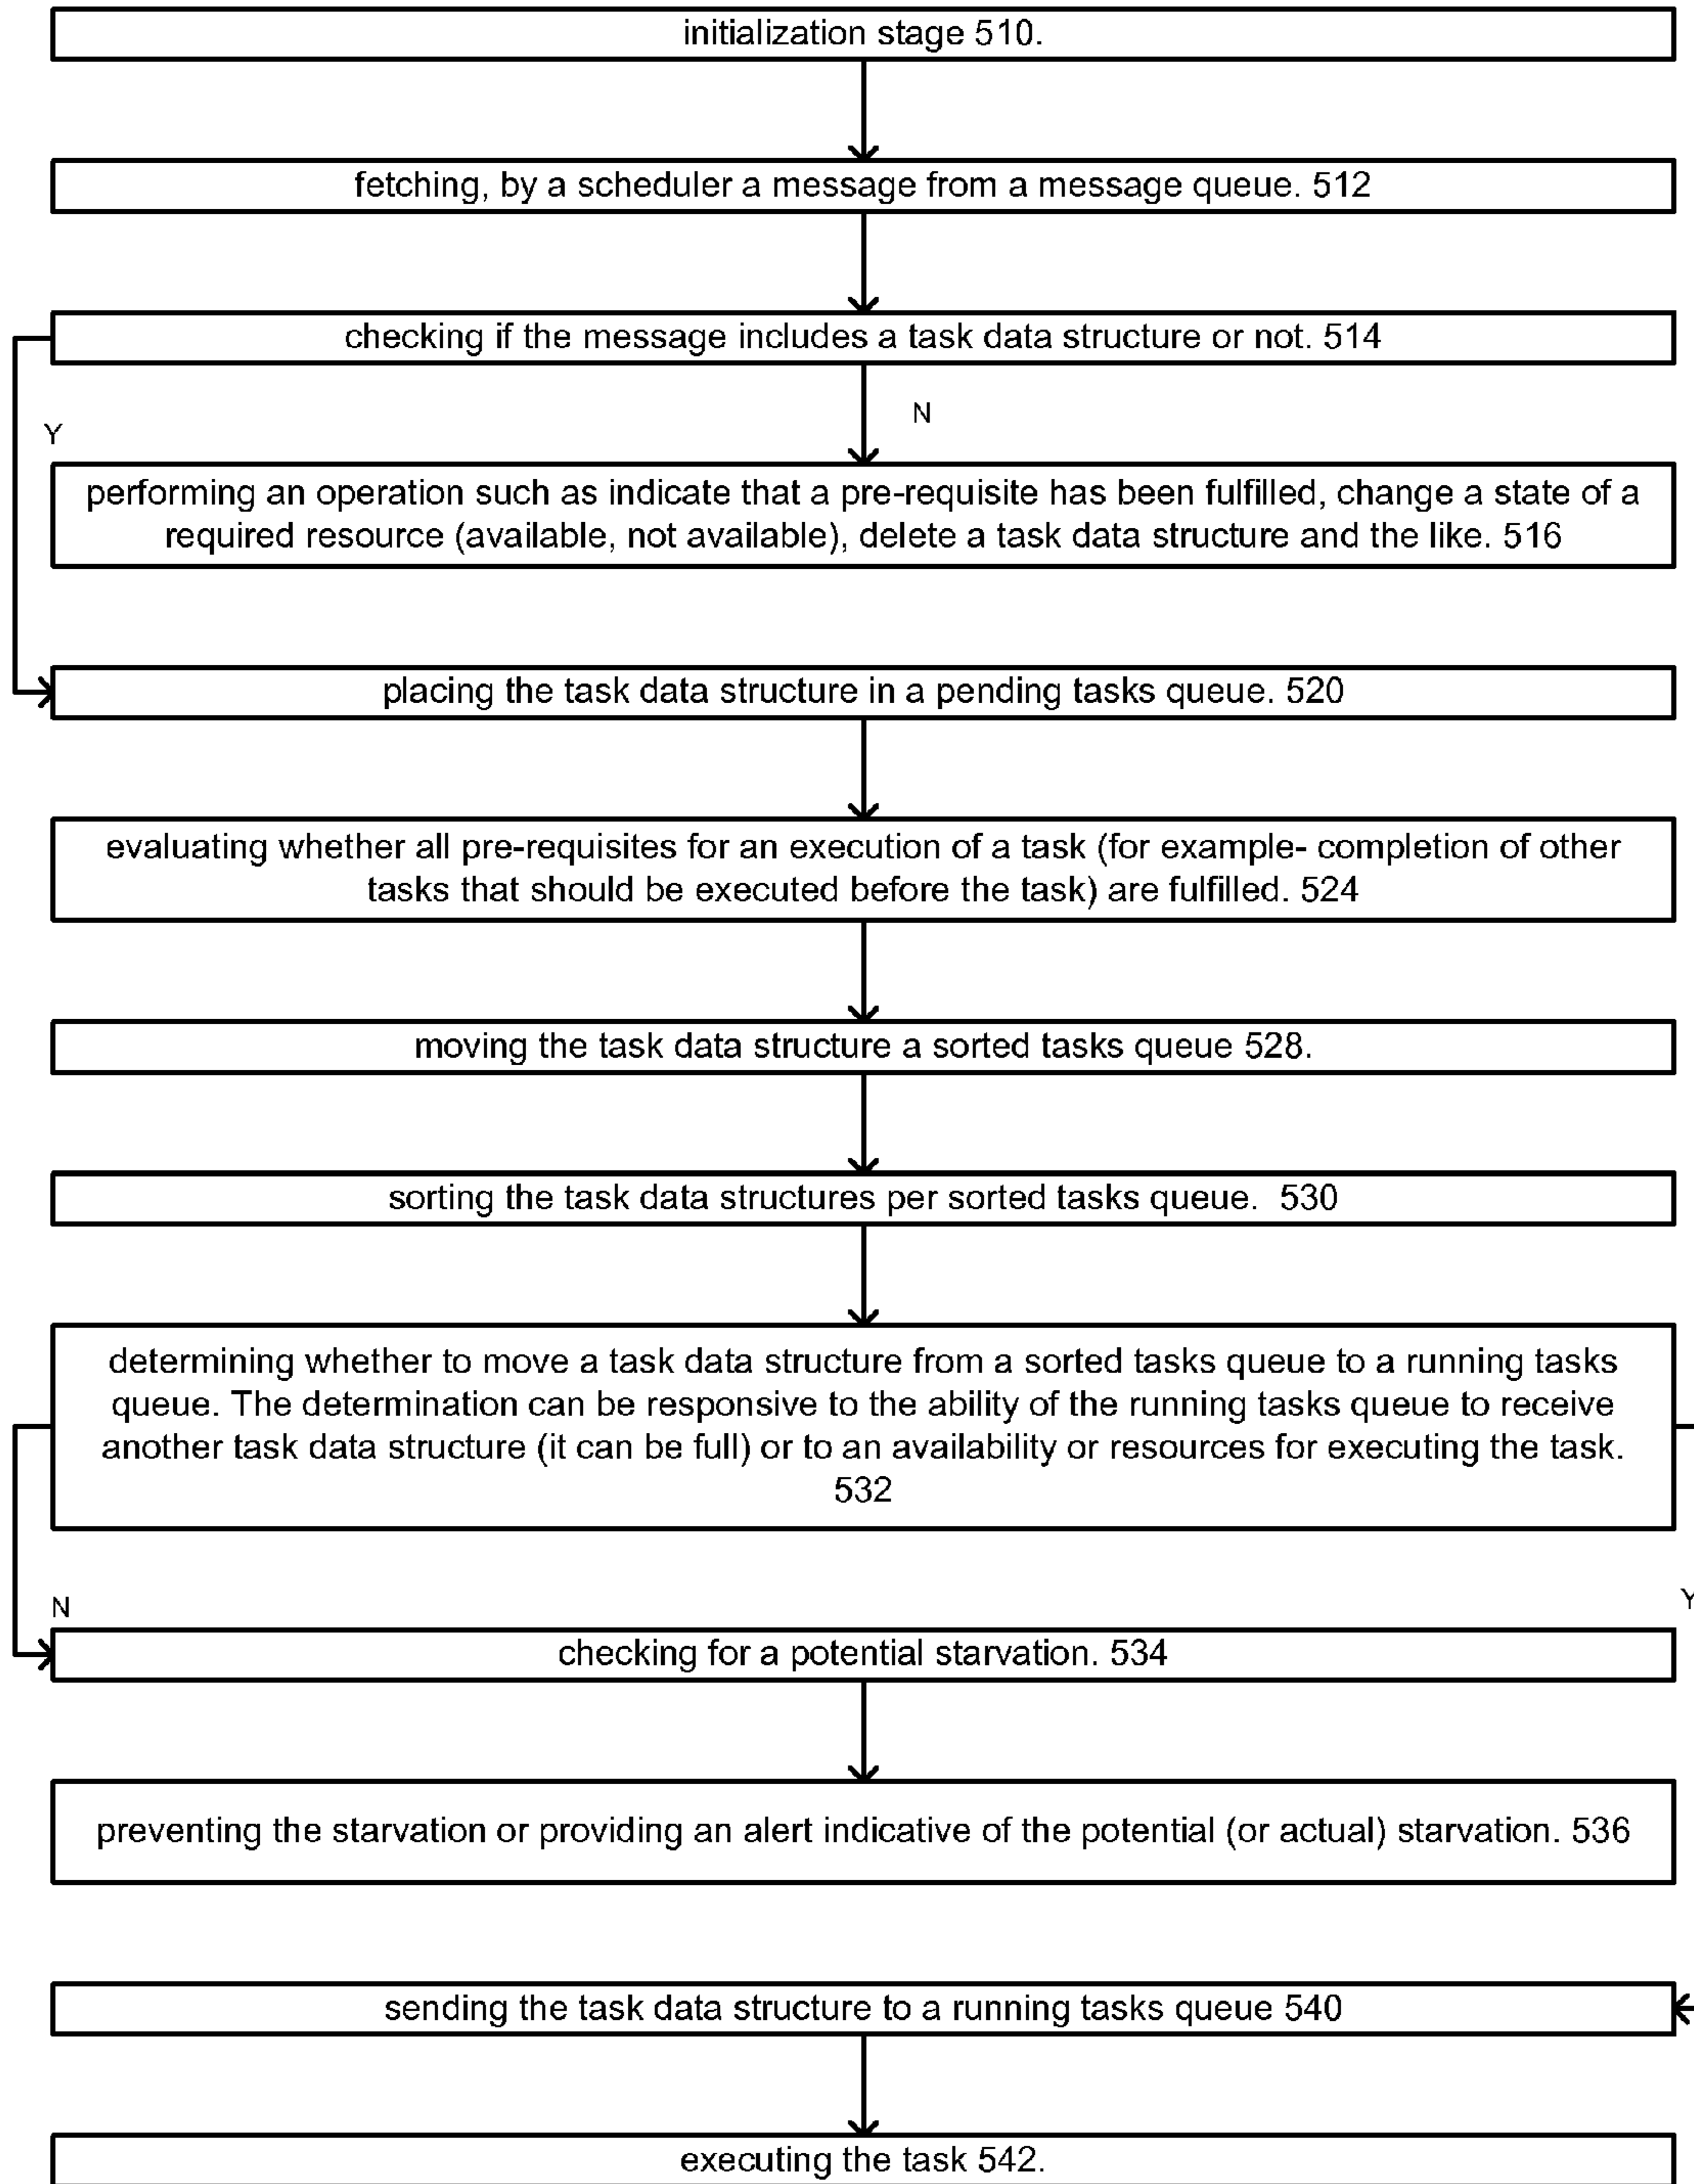 initialization stage 510.
fetching, by a scheduler a message from a message queue. 512
checking if the message includes a task data structure or not. 514
N
Y
performing an operation such as indicate that a pre-requisite has been fulfilled, change a state of a
required resource (available, not available), delete a task data structure and the like. 516
placing the task data structure in a pending tasks queue. 520
evaluating whether all pre-requisites for an execution of a task (for example- completion of other
tasks that should be executed before the task) are fulfilled. 524
moving the task data structure a sorted tasks queue 528.
sorting the task data structures per sorted tasks queue. 530
determining whether to move a task data structure from a sorted tasks queue to a running tasks
queue. The determination can be responsive to the ability of the running tasks queue to receive
another task data structure (it can be full) or to an availability or resources for executing the task.
532
N
Y
checking for a potential starvation. 534
preventing the starvation or providing an alert indicative of the potential (or actual) starvation. 536
sending the task data structure to a running tasks queue 540
executing the task 542.